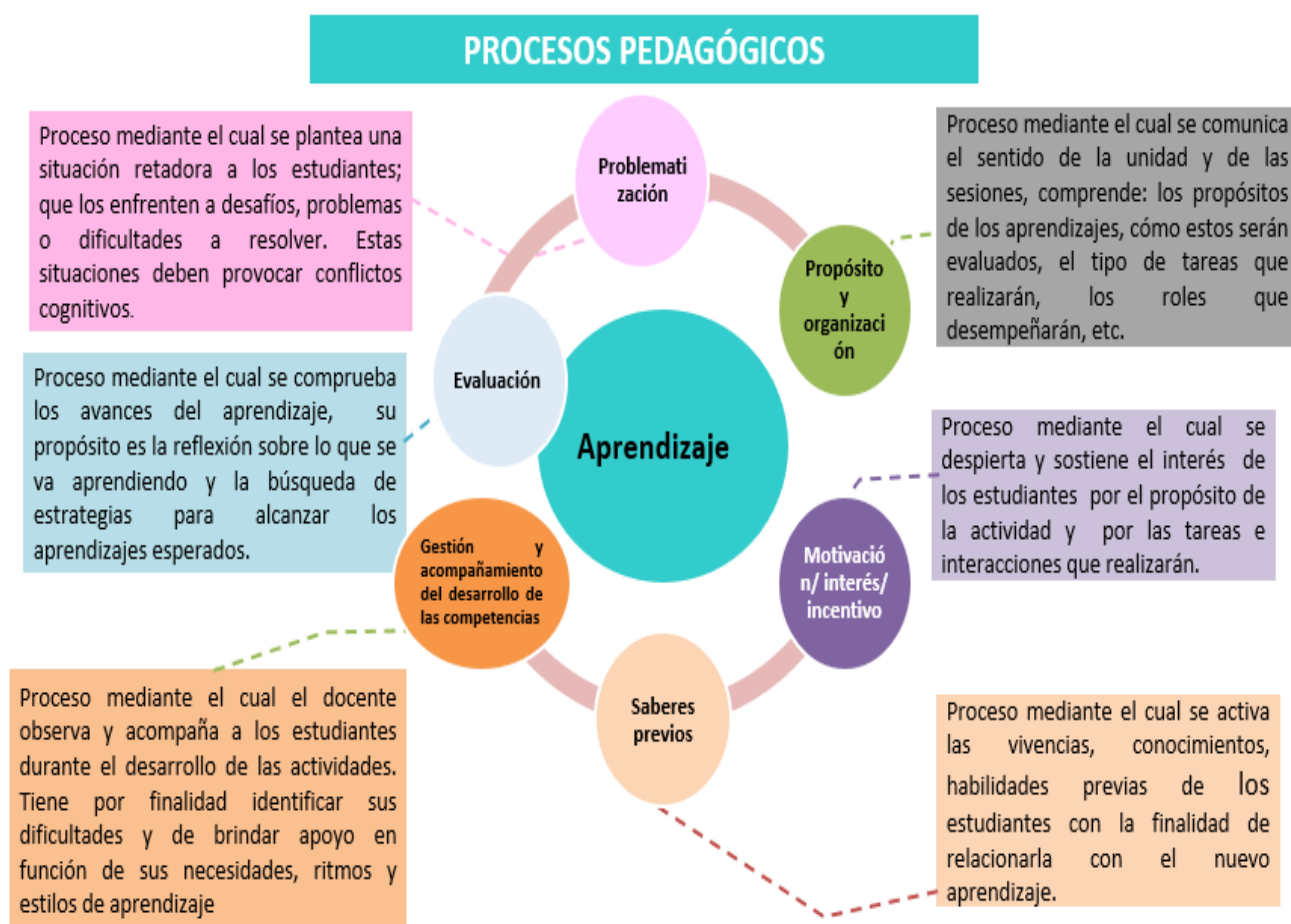 PROCESOS PEDAGÓGICOS
Proceso mediante el cual se plantea una
situación retadora a los estudiantes;
que los enfrenten a desafíos, problemas
o dificultades a resolver. Estas
situaciones deben provocar conflictos
cognitivos.
Problemati
zación
Proceso mediante el cual se comunica
el sentido de la unidad y de las
sesiones, comprende: los propósitos
de los aprendizajes, cómo estos serán
evaluados, el tipo de tareas que
realizarán, los roles que
desempeñarán, etc.
Propósito
y
organizaci
ón
Proceso mediante el cual se comprueba
los avances del aprendizaje, su
propósito es la reflexión sobre lo que se
va aprendiendo y la búsqueda de
estrategias para alcanzar los
aprendizajes esperados.
Evaluación
Aprendizaje
Proceso mediante el cual se
despierta y sostiene el interés de
los estudiantes por el propósito de
la actividad y por las tareas e
interacciones que realizarán.
Motivació
n/ interés/
incentivo
Gestión y
acompañamiento
del desarrollo de
las competencias
Saberes
previos
Proceso mediante el cual el docente
observa y acompaña a los estudiantes
durante el desarrollo de las actividades.
Tiene por finalidad identificar sus
dificultades y de brindar apoyo en
función de sus necesidades, ritmos y
estilos de aprendizaje
Proceso mediante el cual se activa
las vivencias, conocimientos,
habilidades previas de los
estudiantes con la finalidad de
relacionarla con el nuevo
aprendizaje.